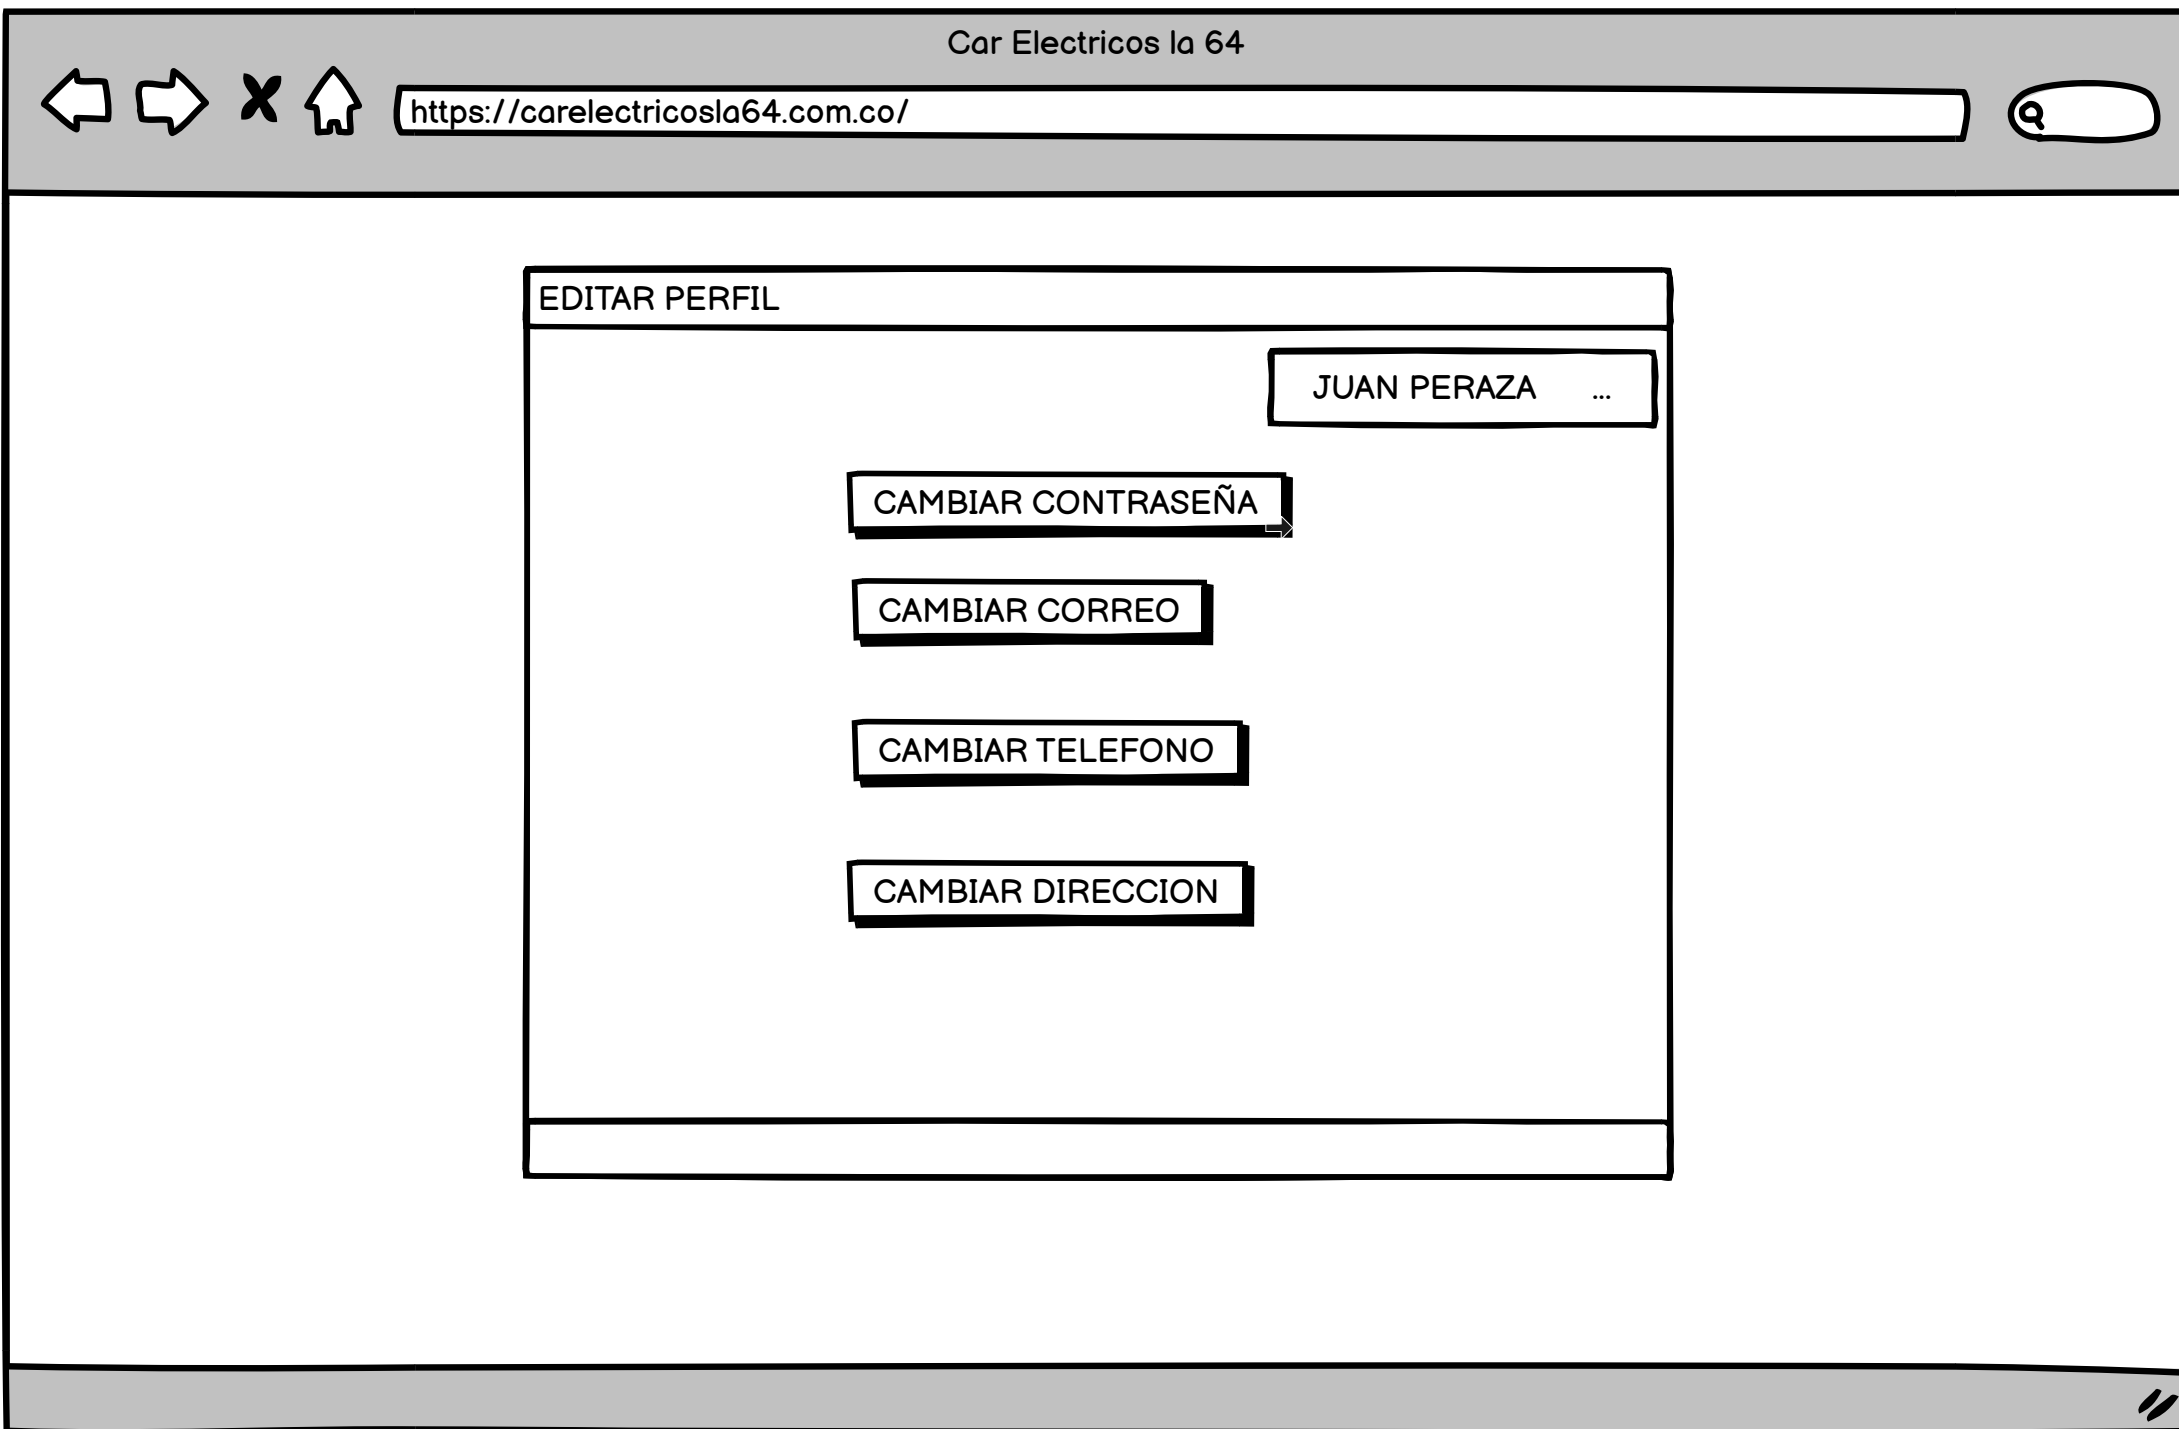 Car Electricos la 64
https://carelectricosla64.com.co/
EDITAR PERFIL
JUAN PERAZA ...
CAMBIAR CONTRASEÑA
CAMBIAR CORREO
CAMBIAR TELEFONO
CAMBIAR DIRECCION